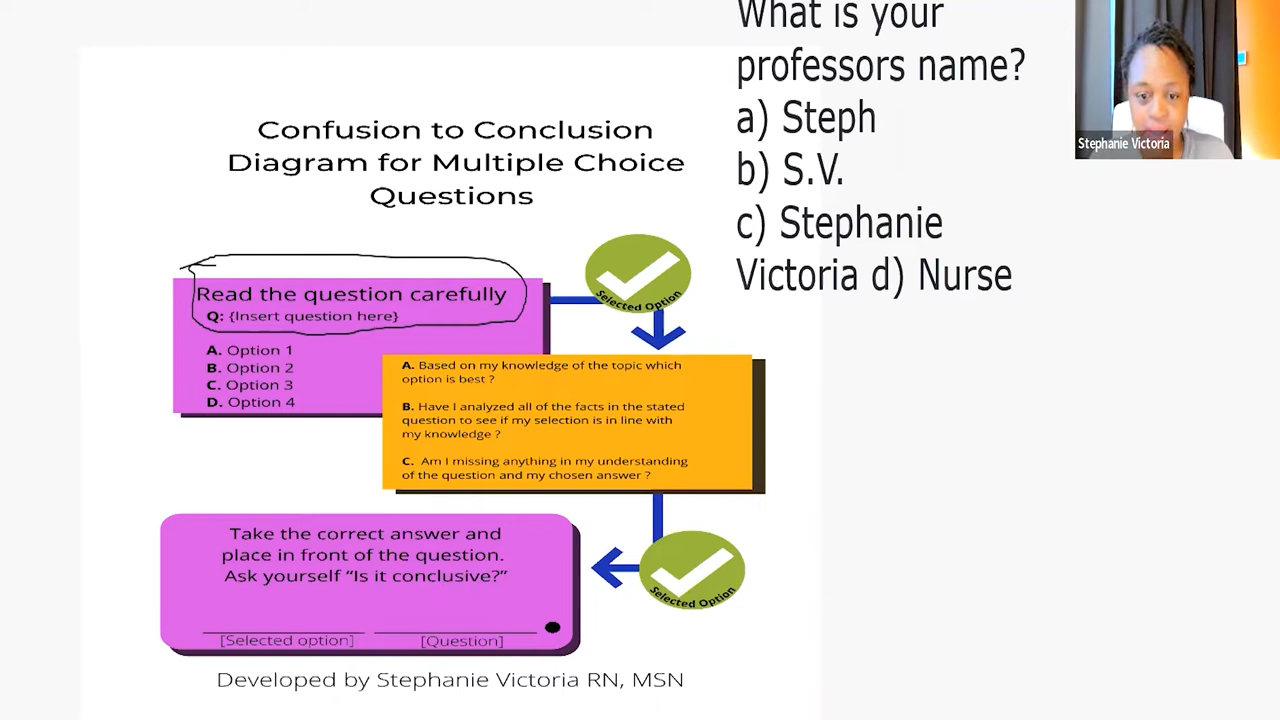 What is your
professors name?
a) Steph
b) S.V.
c) Stephanie
Victoria d) Nurse
Stephanie Victoria
Confusion to Conclusion
Diagram for Multiple Choice
Questions
Read the question carefully
Q: {Insert question here}
A. Option 1
B. Option 2
C. Option 3
D. Option 4
Selected Option
A. Based on my knowledge of the topic which
option is best ?
B. Have I analyzed all of the facts in the stated
question to see if my selection is in line with
my knowledge ?
C. Am I missing anything in my understanding
of the question and my chosen answer ?
Selected Option
Take the correct answer and
place in front of the question.
Ask yourself “Is it conclusive?”
[Selected option] [Question]
Developed by Stephanie Victoria RN, MSN